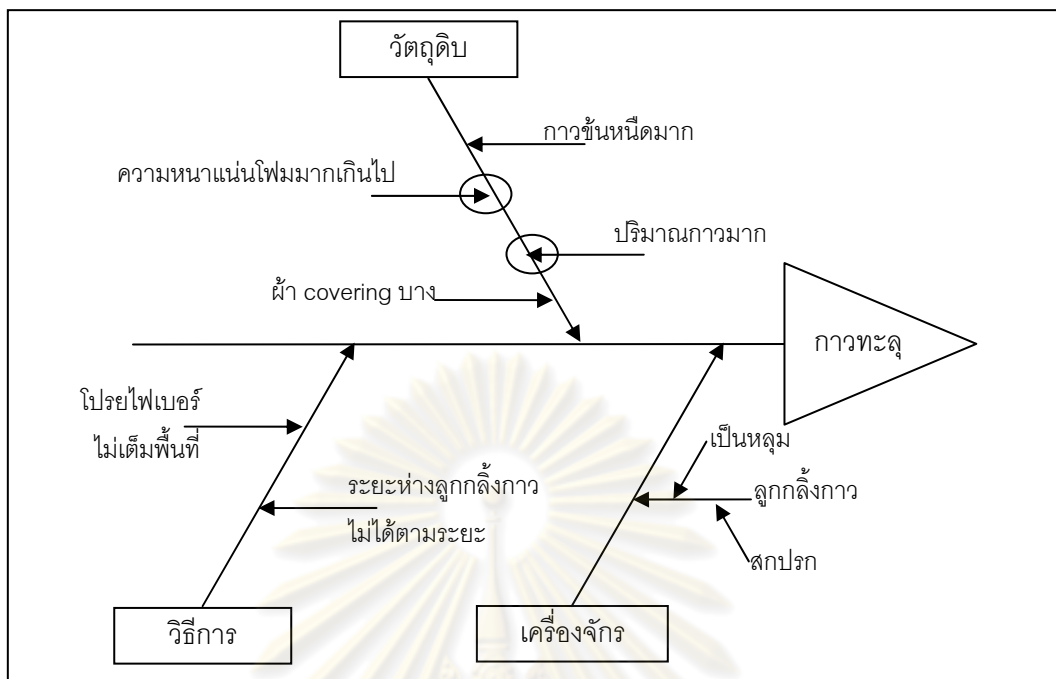 วัตถุดิบ
กาวข้นหนืดมาก
ความหนาแน่นโฟมมากเกินไป
ปริมาณกาวมาก
ผ้า covering บาง
กาวทะลุ
โปรยไฟเบอร์
ไม่เต็มพื้นที่
ระยะห่างลูกกลิ้งกาว
ไม่ได้ตามระยะ
เป็นหลุม
ลูกกลิ้งกาว
สกปรก
วิธีการ
เครื่องจักร